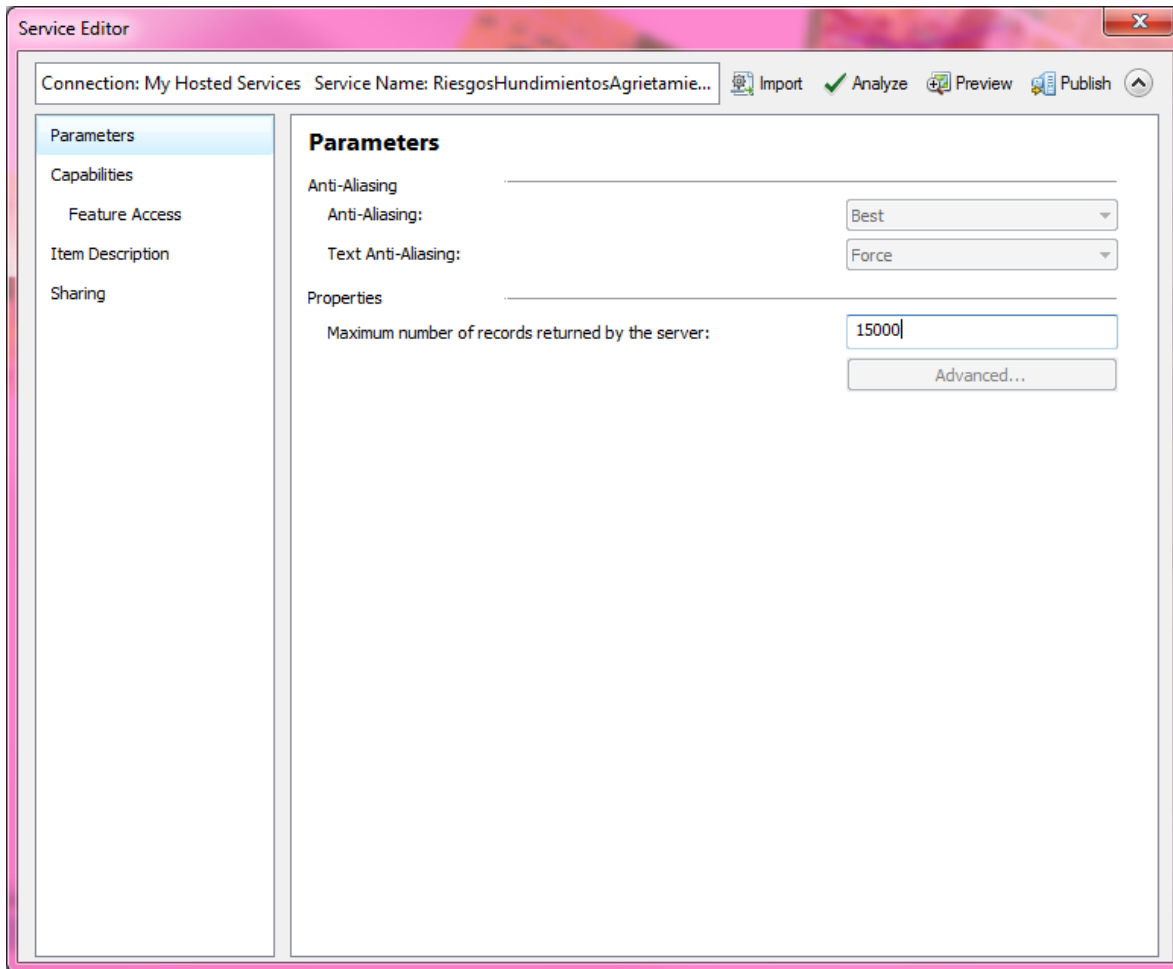 Service Editor
Connection: My Hosted Services Service Name: RiesgosHundimientosAgrietamie... Import Analyze Preview Publish
Parameters
Capabilities
Feature Access
Item Description
Sharing
Parameters
Anti-Aliasing
Anti-Aliasing: Best
Text Anti-Aliasing: Force
Properties
Maximum number of records returned by the server: 15000
Advanced...